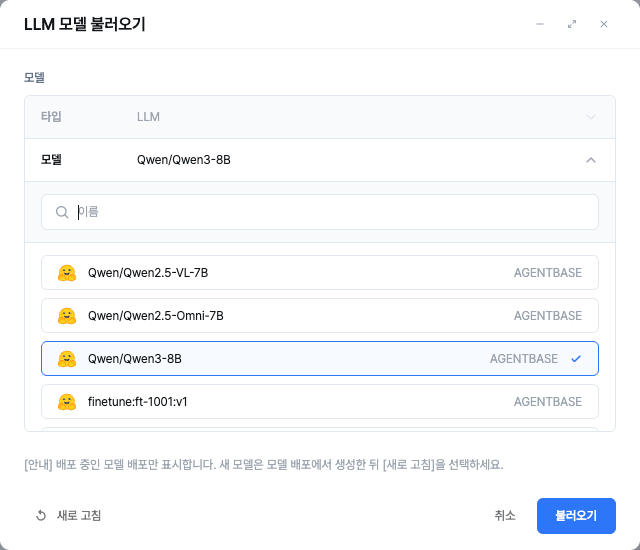 LLM 모델 불러오기
모델
타입 LLM
모델 Qwen/Qwen3-8B
이름
Qwen/Qwen2.5-VL-7B AGENTBASE
Qwen/Qwen2.5-Omni-7B AGENTBASE
Qwen/Qwen3-8B AGENTBASE
finetune:ft-1001:v1 AGENTBASE
[안내] 배포 중인 모델 배포만 표시합니다. 새 모델은 모델 배포에서 생성한 뒤 [새로 고침]을 선택하세요.
새로 고침 취소 불러오기